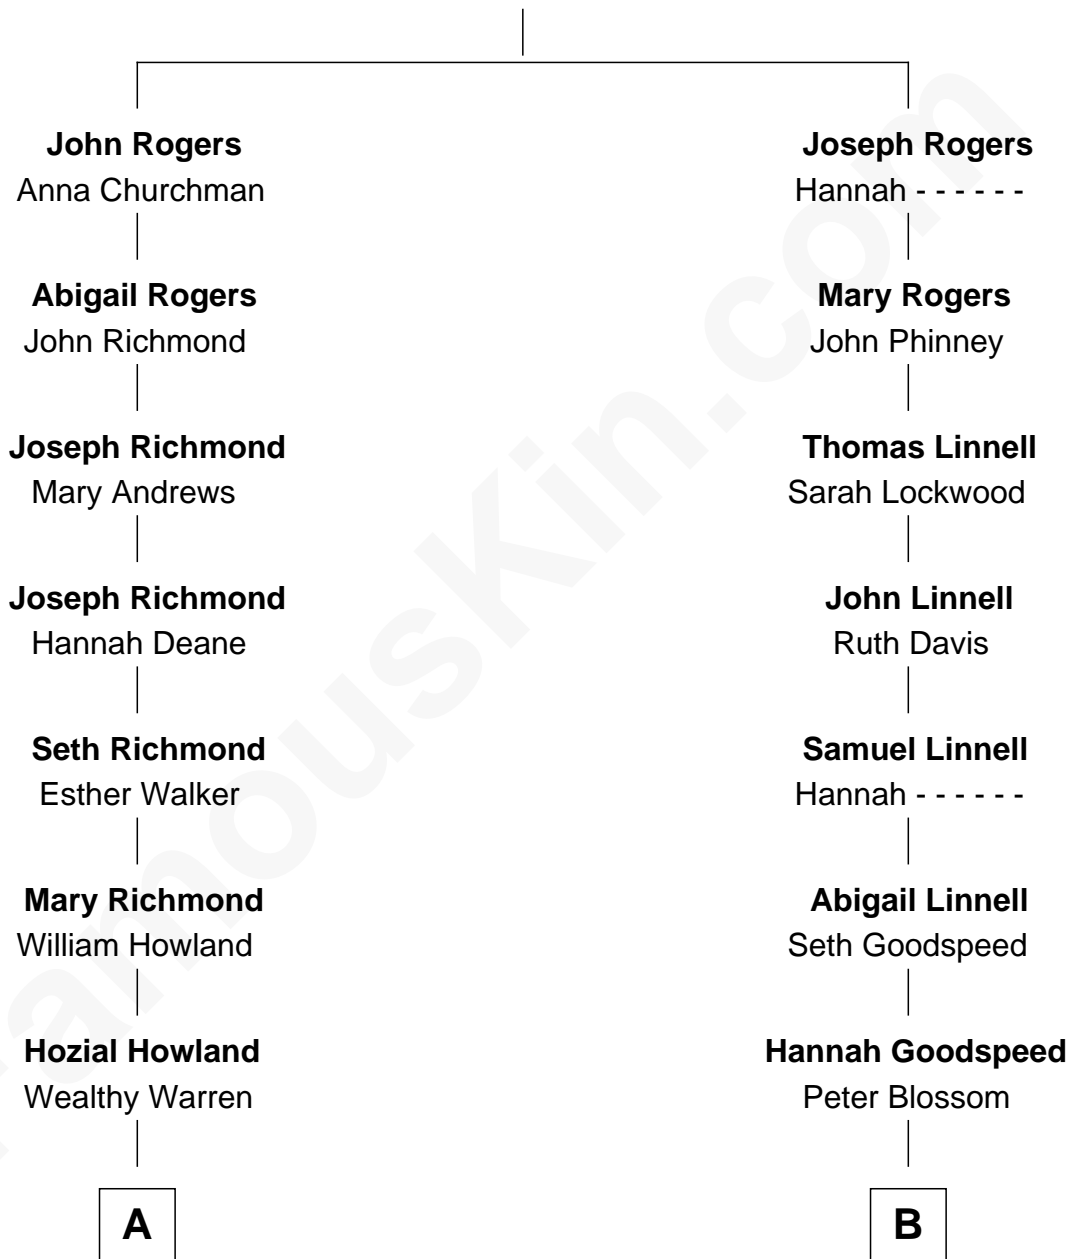 John Rogers
Anna Churchman
Abigail Rogers
John Richmond
Joseph Richmond
Mary Andrews
Joseph Richmond
Hannah Deane
Seth Richmond
Esther Walker
Mary Richmond
William Howland
Hozial Howland
Wealthy Warren
A
Joseph Rogers
Hannah - - - - - -
Mary Rogers
John Phinney
Thomas Linnell
Sarah Lockwood
John Linnell
Ruth Davis
Samuel Linnell
Hannah - - - - - -
Abigail Linnell
Seth Goodspeed
Hannah Goodspeed
Peter Blossom
B
FamousKin.com